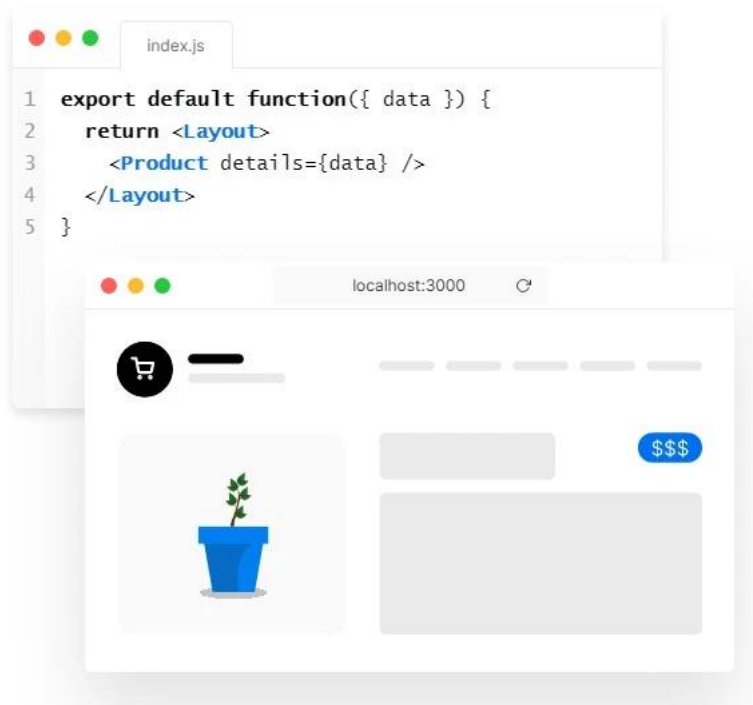 index.js
1 export default function({ data }) {
2   return <Layout>
3     <Product details={data} />
4   </Layout>
5 }
localhost:3000
$$$